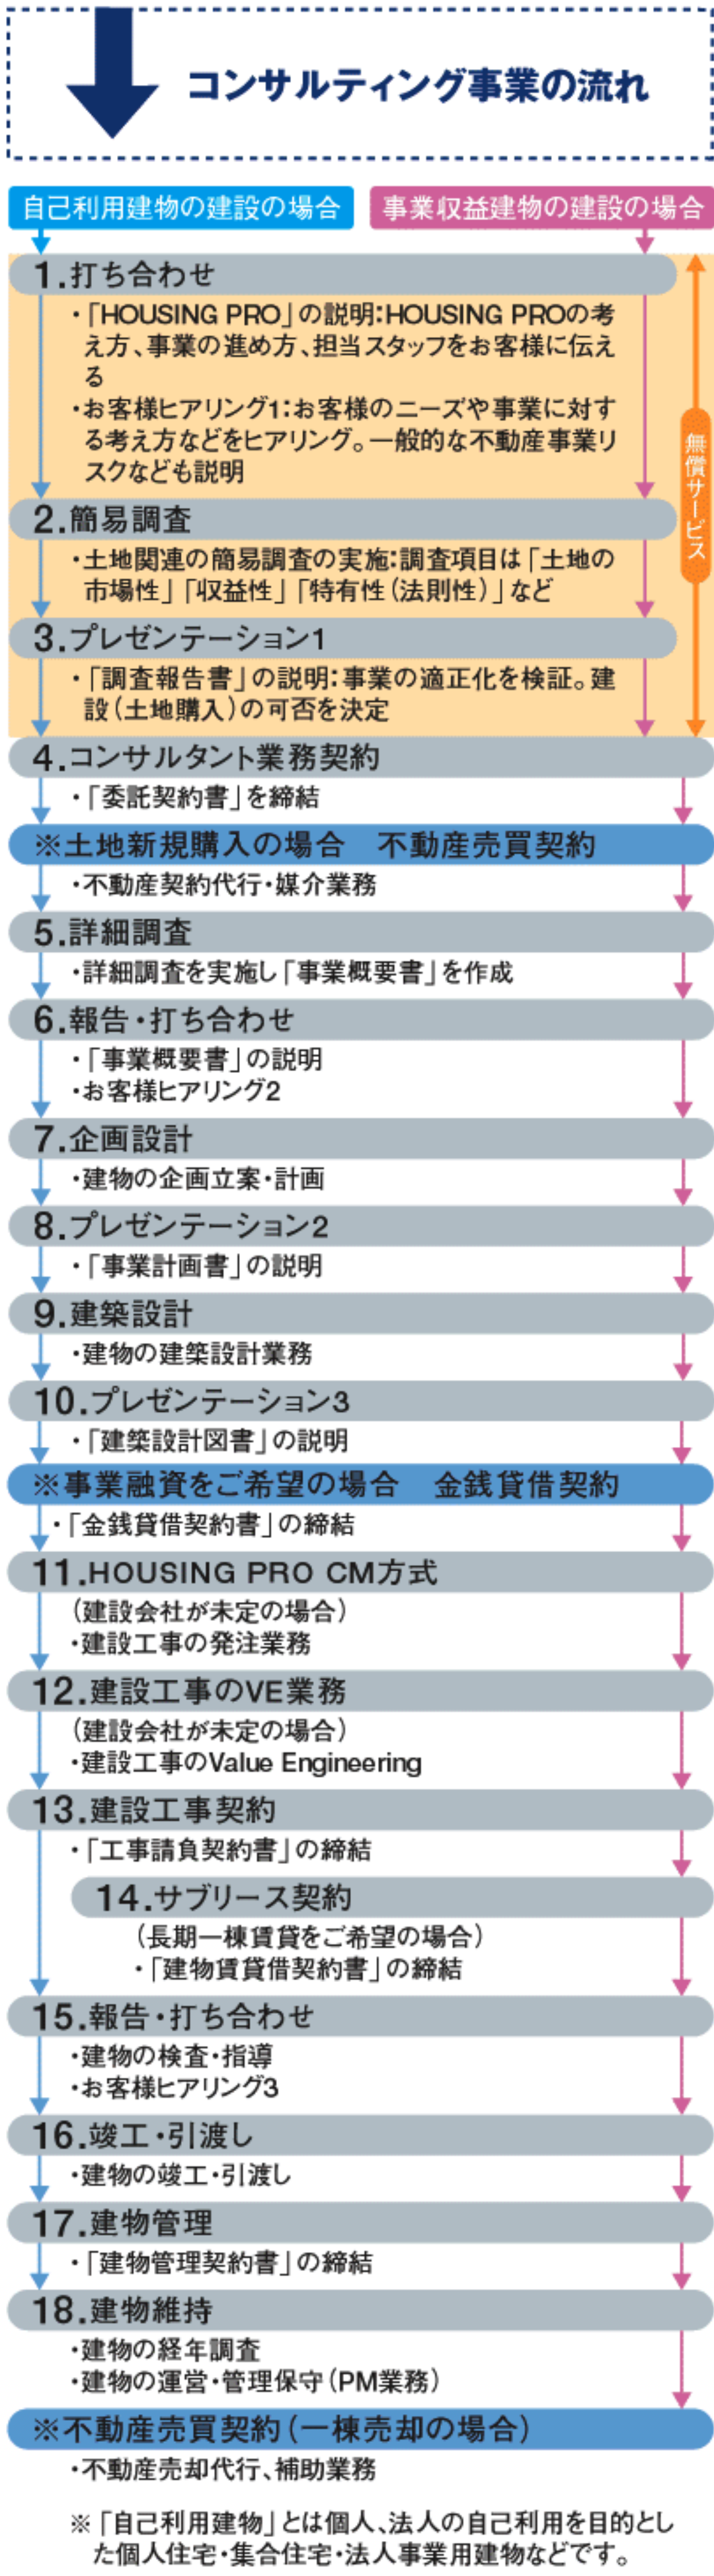 コンサルティング事業の流れ
自己利用建物の建設の場合
事業収益建物の建設の場合
1.打ち合わせ
・「HOUSING PRO」の説明:HOUSING PROの考
え方、事業の進め方、担当スタッフをお客様に伝え
る
・お客様ヒアリング1:お客様のニーズや事業に対す
る考え方などをヒアリング。一般的な不動産事業リ
スクなども説明
無償サービス
2.簡易調査
・土地関連の簡易調査の実施:調査項目は「土地の
市場性」「収益性」「特有性(法則性)」など
3.プレゼンテーション1
・「調査報告書」の説明:事業の適正化を検証。建
設(土地購入)の可否を決定
4.コンサルタント業務契約
・「委託契約書」を締結
※土地新規購入の場合　不動産売買契約
・不動産契約代行・媒介業務
5.詳細調査
・詳細調査を実施し「事業概要書」を作成
6.報告・打ち合わせ
・「事業概要書」の説明
・お客様ヒアリング2
7.企画設計
・建物の企画立案・計画
8.プレゼンテーション2
・「事業計画書」の説明
9.建築設計
・建物の建築設計業務
10.プレゼンテーション3
・「建築設計図書」の説明
※事業融資をご希望の場合　金銭貸借契約
・「金銭貸借契約書」の締結
11.HOUSING PRO CM方式
(建設会社が未定の場合)
・建設工事の発注業務
12.建設工事のVE業務
(建設会社が未定の場合)
・建設工事のValue Engineering
13.建設工事契約
・「工事請負契約書」の締結
14.サブリース契約
(長期一棟賃貸をご希望の場合)
・「建物賃貸借契約書」の締結
15.報告・打ち合わせ
・建物の検査・指導
・お客様ヒアリング3
16.竣工・引渡し
・建物の竣工・引渡し
17.建物管理
・「建物管理契約書」の締結
18.建物維持
・建物の経年調査
・建物の運営・管理保守(PM業務)
※不動産売買契約(一棟売却の場合)
・不動産売却代行、補助業務
※「自己利用建物」とは個人、法人の自己利用を目的とし
た個人住宅・集合住宅・法人事業用建物などです。